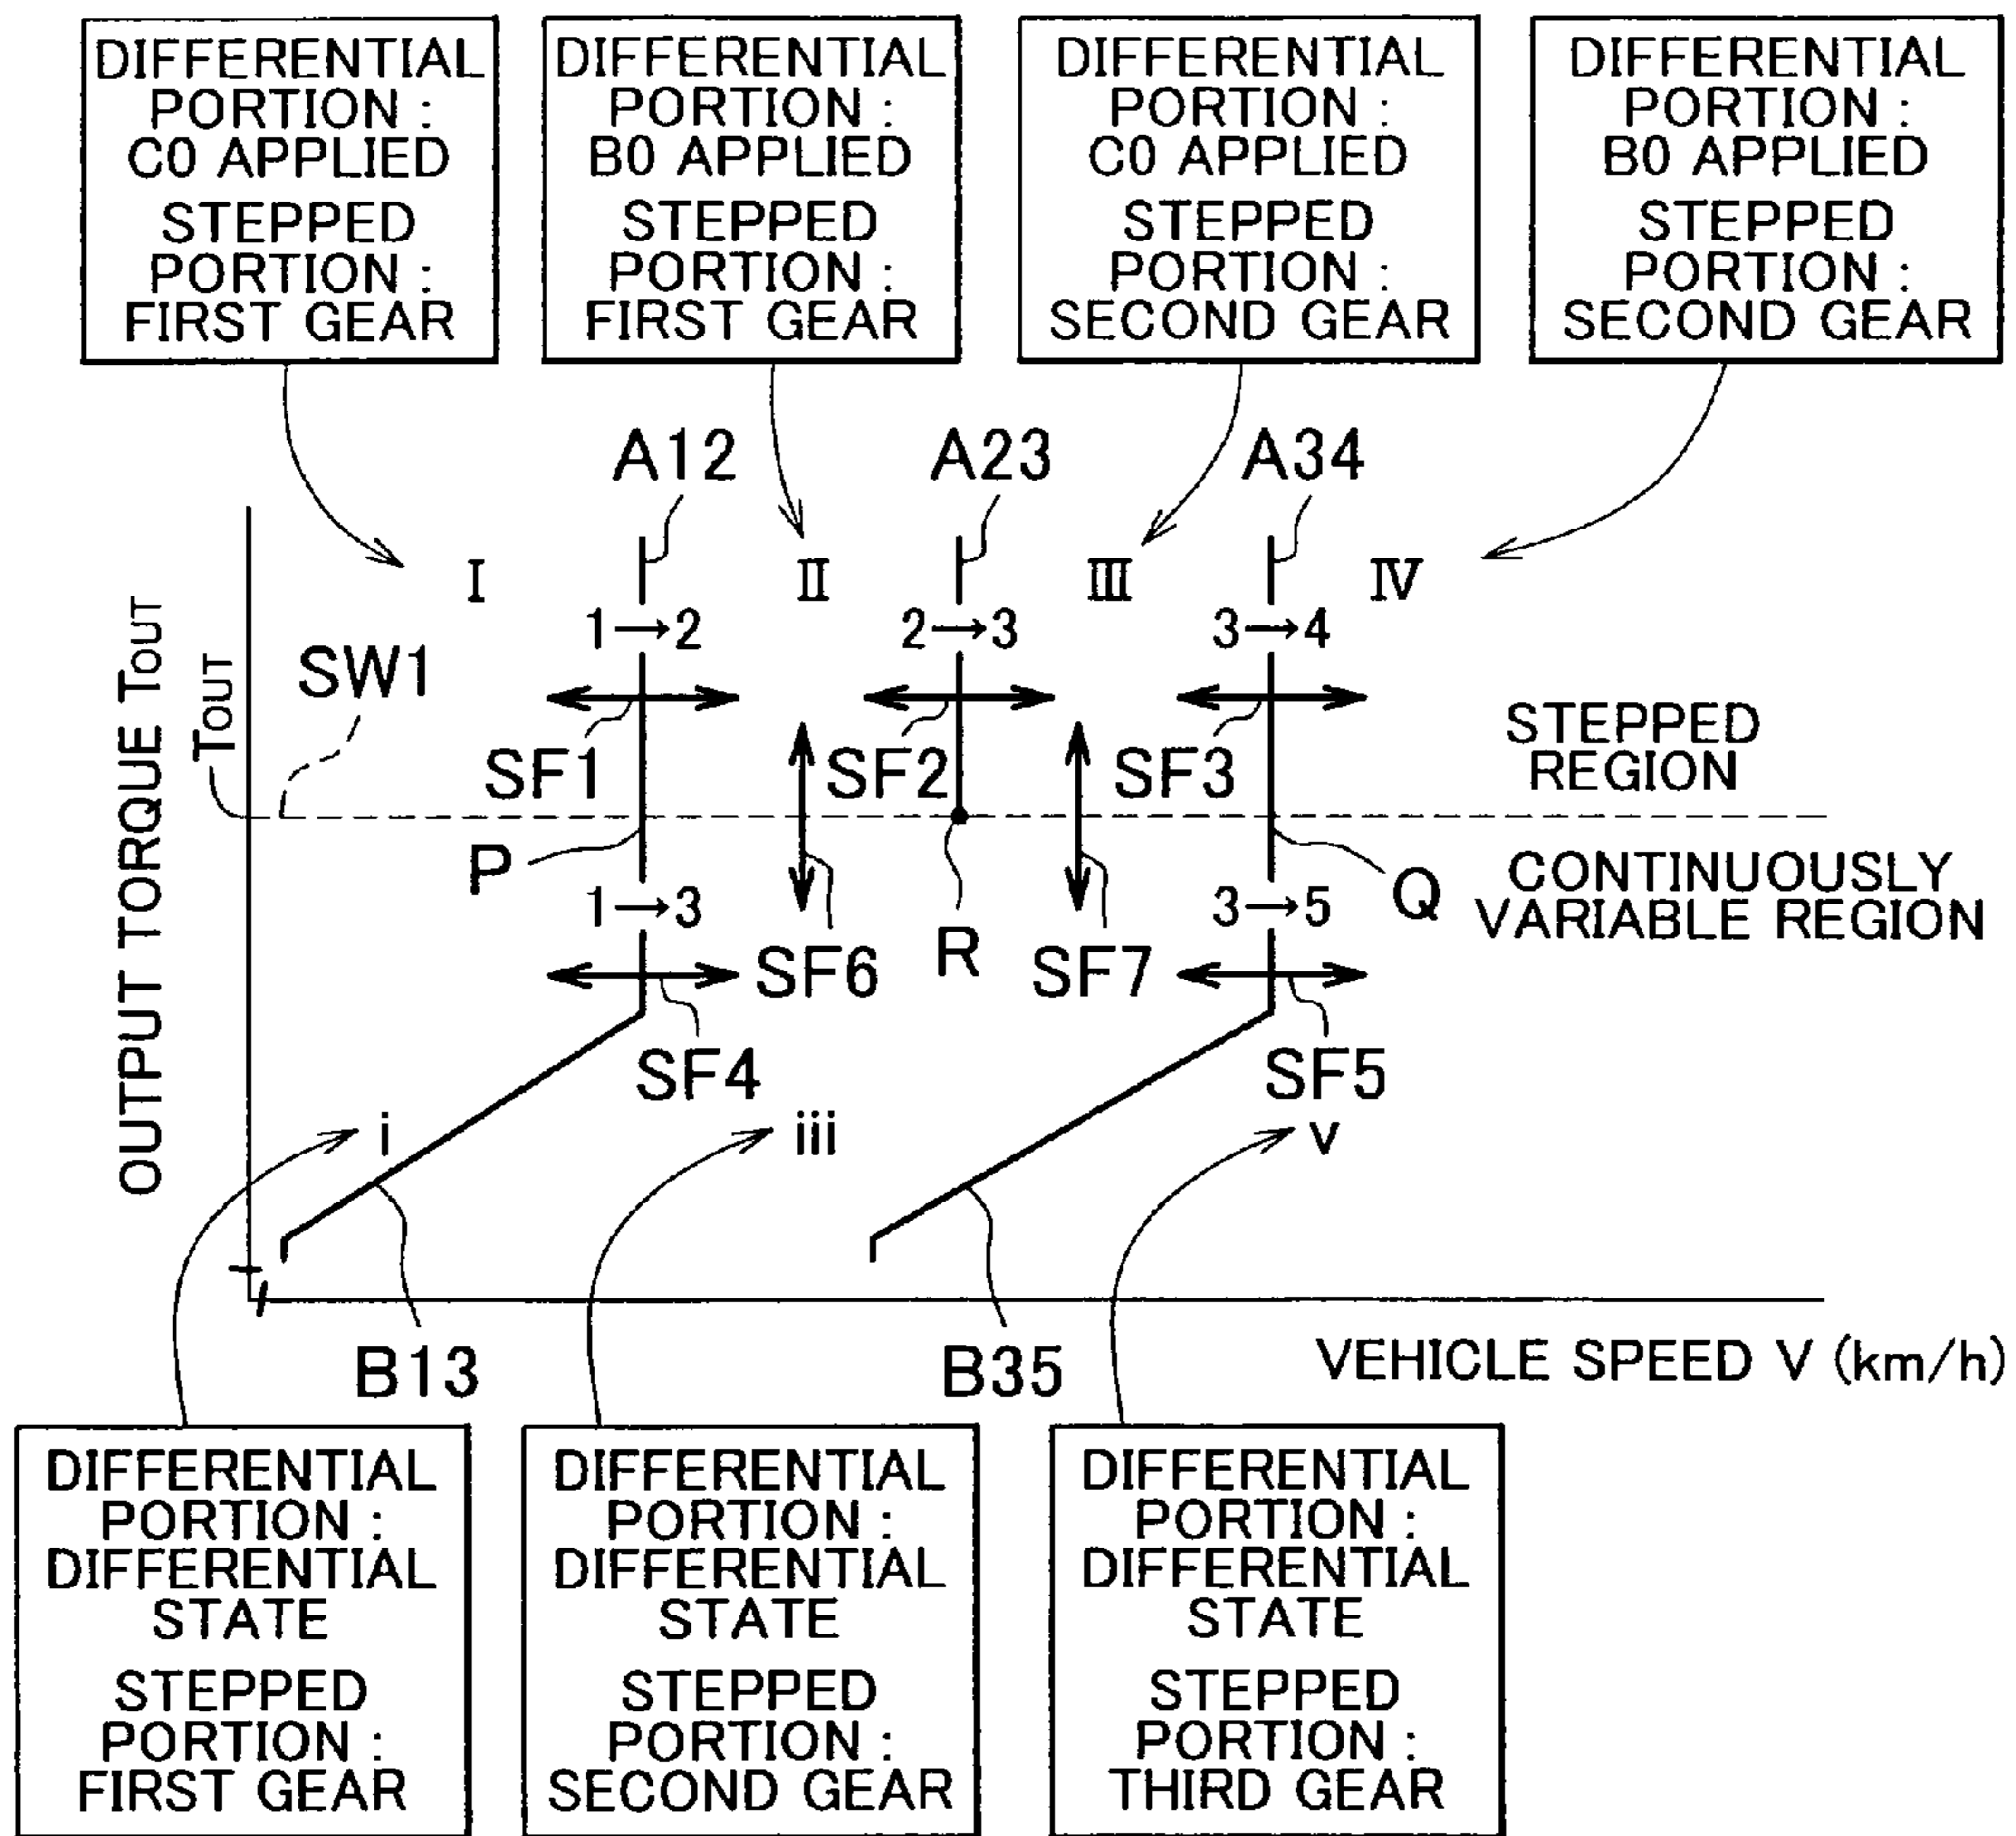 DIFFERENTIAL
PORTION :
C0 APPLIED
STEPPED
PORTION :
FIRST GEAR
DIFFERENTIAL
PORTION :
B0 APPLIED
STEPPED
PORTION :
FIRST GEAR
DIFFERENTIAL
PORTION :
C0 APPLIED
STEPPED
PORTION :
SECOND GEAR
DIFFERENTIAL
PORTION :
B0 APPLIED
STEPPED
PORTION :
SECOND GEAR
A12
A23
A34
I
II
III
IV
1→2
2→3
3→4
OUTPUT TORQUE TOUT
TOUT
SW1
SF1
SF2
SF3
STEPPED
REGION
P
R
Q
CONTINUOUSLY
VARIABLE REGION
1→3
3→5
SF6
SF7
SF4
SF5
i
iii
v
B13
B35
VEHICLE SPEED V (km/h)
DIFFERENTIAL
PORTION :
DIFFERENTIAL
STATE
STEPPED
PORTION :
FIRST GEAR
DIFFERENTIAL
PORTION :
DIFFERENTIAL
STATE
STEPPED
PORTION :
SECOND GEAR
DIFFERENTIAL
PORTION :
DIFFERENTIAL
STATE
STEPPED
PORTION :
THIRD GEAR